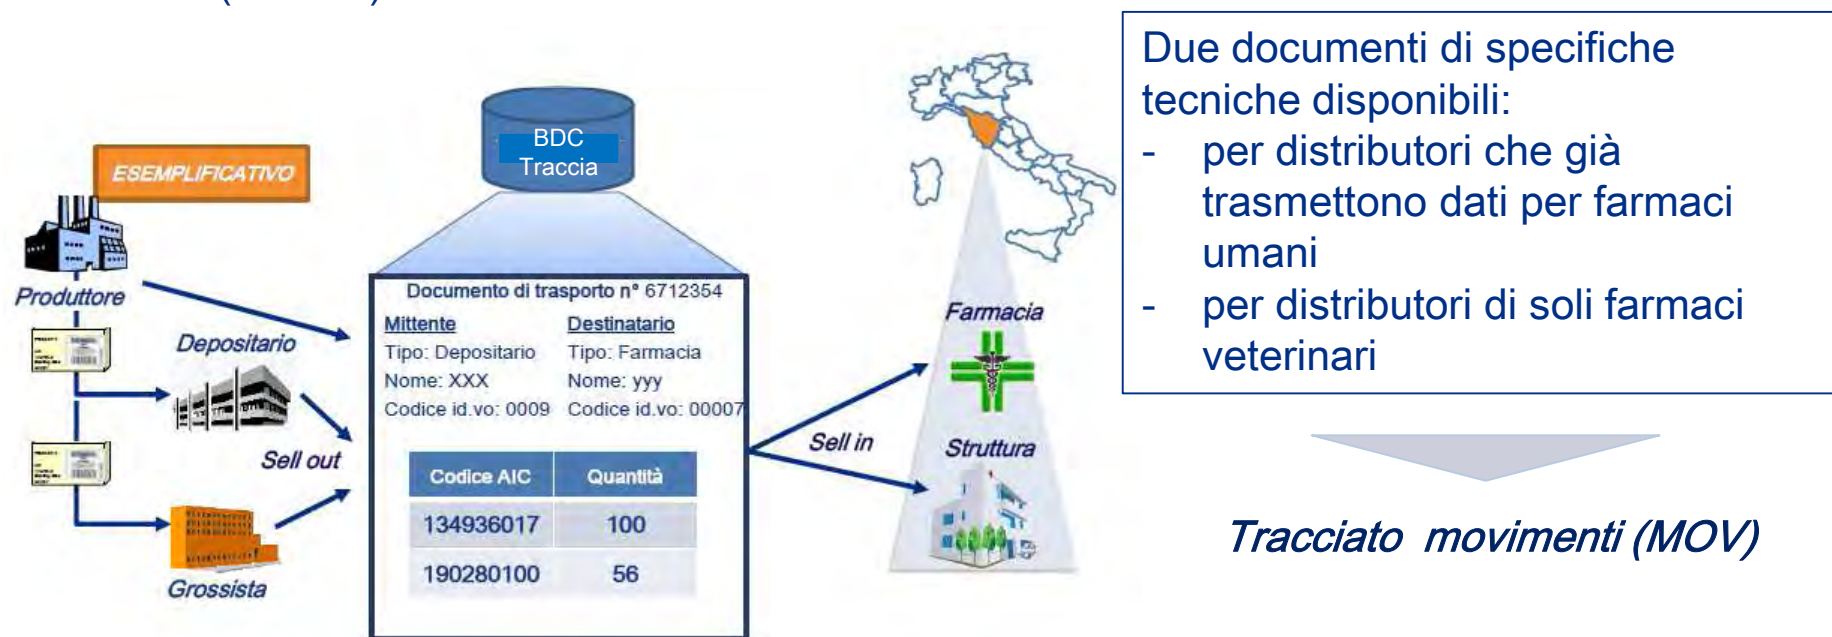 ESEMPLIFICATIVO
BDC
Traccia
Produttore
Depositario
Sell out
Grossista
Documento di trasporto n° 6712354
Mittente Destinatario
Tipo: Depositario Tipo: Farmacia
Nome: XXX Nome: yyy
Codice id.vo: 0009 Codice id.vo: 00007
Codice AIC Quantità
134936017 100
190280100 56
Sell in
Farmacia
Struttura
Due documenti di specifiche
tecniche disponibili:
- per distributori che già
trasmettono dati per farmaci
umani
- per distributori di soli farmaci
veterinari
Tracciato movimenti (MOV)